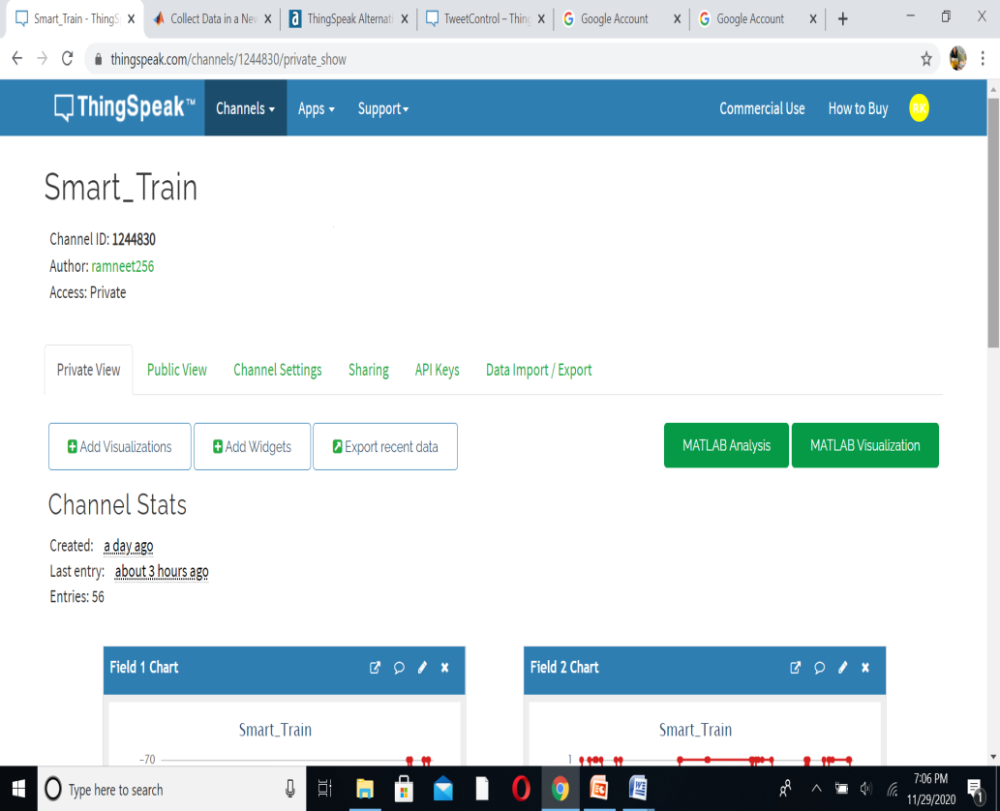 Smart_Train - ThingS
Collect Data in a Nev
ThingSpeak Alternati
TweetControl – Thing
Google Account
Google Account
thingspeak.com/channels/1244830/private_show
ThingSpeak™
Channels
Apps
Support
Commercial Use
How to Buy
RK
Smart_Train
Channel ID: 1244830
Author: ramneet256
Access: Private
Private View
Public View
Channel Settings
Sharing
API Keys
Data Import / Export
Add Visualizations
Add Widgets
Export recent data
MATLAB Analysis
MATLAB Visualization
Channel Stats
Created: a day ago
Last entry: about 3 hours ago
Entries: 56
Field 1 Chart
Field 2 Chart
Smart_Train
Smart_Train
-70
1
Type here to search
7:06 PM
11/29/2020
1